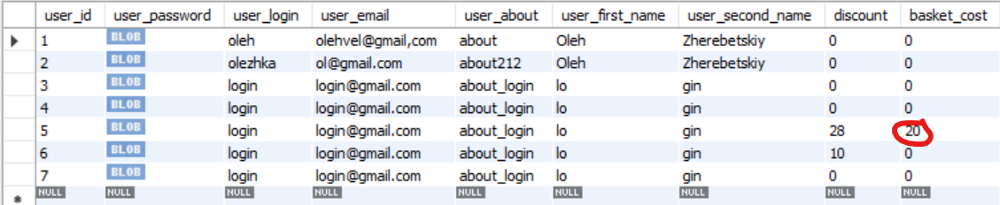 user_id user_password user_login user_email user_about user_first_name user_second_name discount basket_cost
1 BLOB oleh olehvel@gmail,com about Oleh Zherebetskiy 0 0
2 BLOB olezhka ol@gmail.com about212 Oleh Zherebetskiy 0 0
3 BLOB login login@gmail.com about_login lo gin 0 0
4 BLOB login login@gmail.com about_login lo gin 0 0
5 BLOB login login@gmail.com about_login lo gin 28 20
6 BLOB login login@gmail.com about_login lo gin 10 0
7 BLOB login login@gmail.com about_login lo gin 0 0
NULL NULL NULL NULL NULL NULL NULL NULL NULL